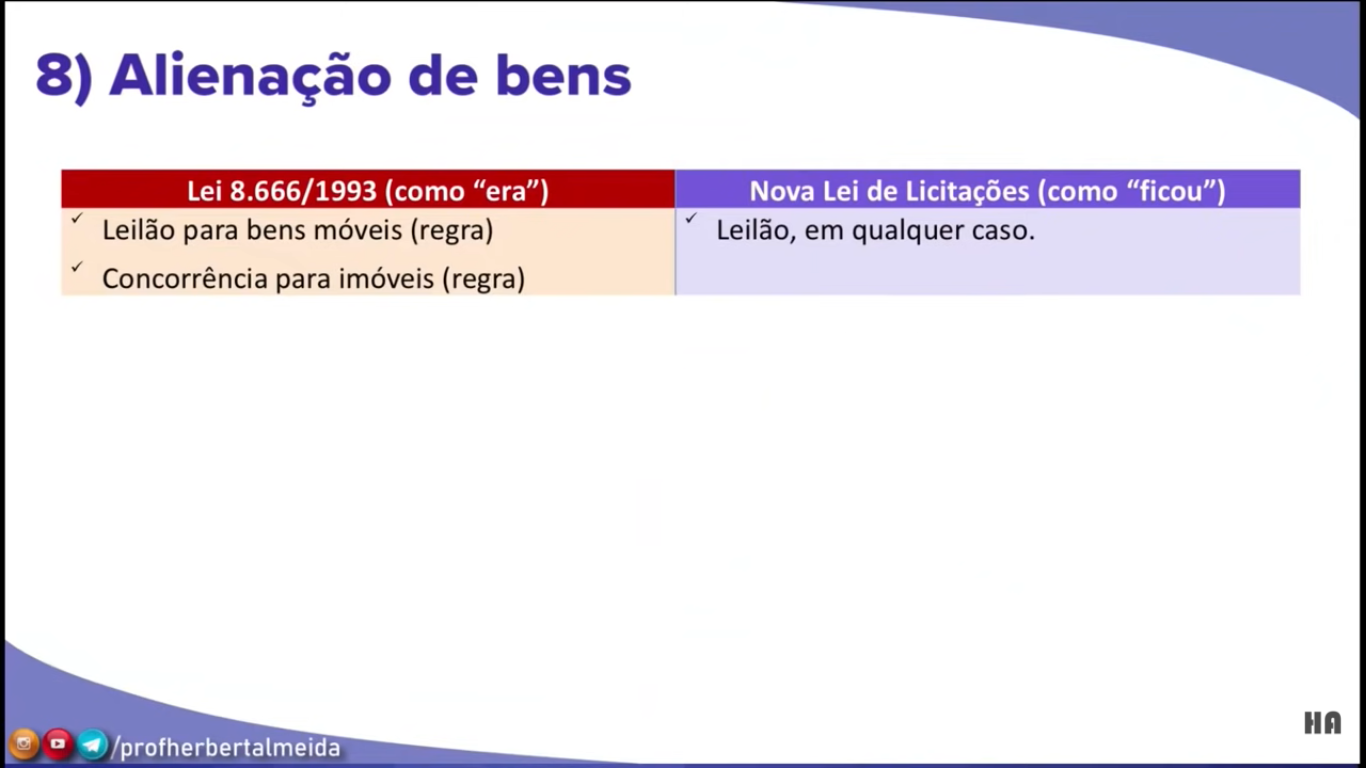 8) Alienação de bens
Lei 8.666/1993 (como “era”)
Nova Lei de Licitações (como “ficou”)
✓ Leilão para bens móveis (regra)
✓ Concorrência para imóveis (regra)
✓ Leilão, em qualquer caso.
/profherbertalmeida
HA